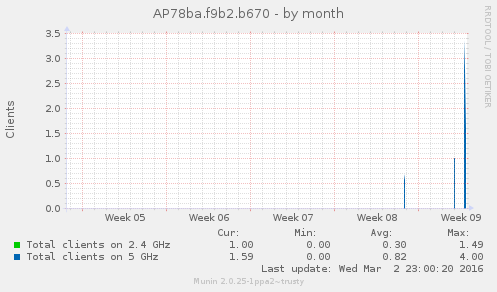 AP78ba.f9b2.b670 - by month
RRDTOOL / TOBI OETIKER
Clients
3.5
3.0
2.5
2.0
1.5
1.0
0.5
0.0
Week 05 Week 06 Week 07 Week 08 Week 09
Cur: Min: Avg: Max:
Total clients on 2.4 GHz 1.00 0.00 0.30 1.49
Total clients on 5 GHz 1.59 0.00 0.82 4.00
Last update: Wed Mar 2 23:00:20 2016
Munin 2.0.25-1ppa2~trusty